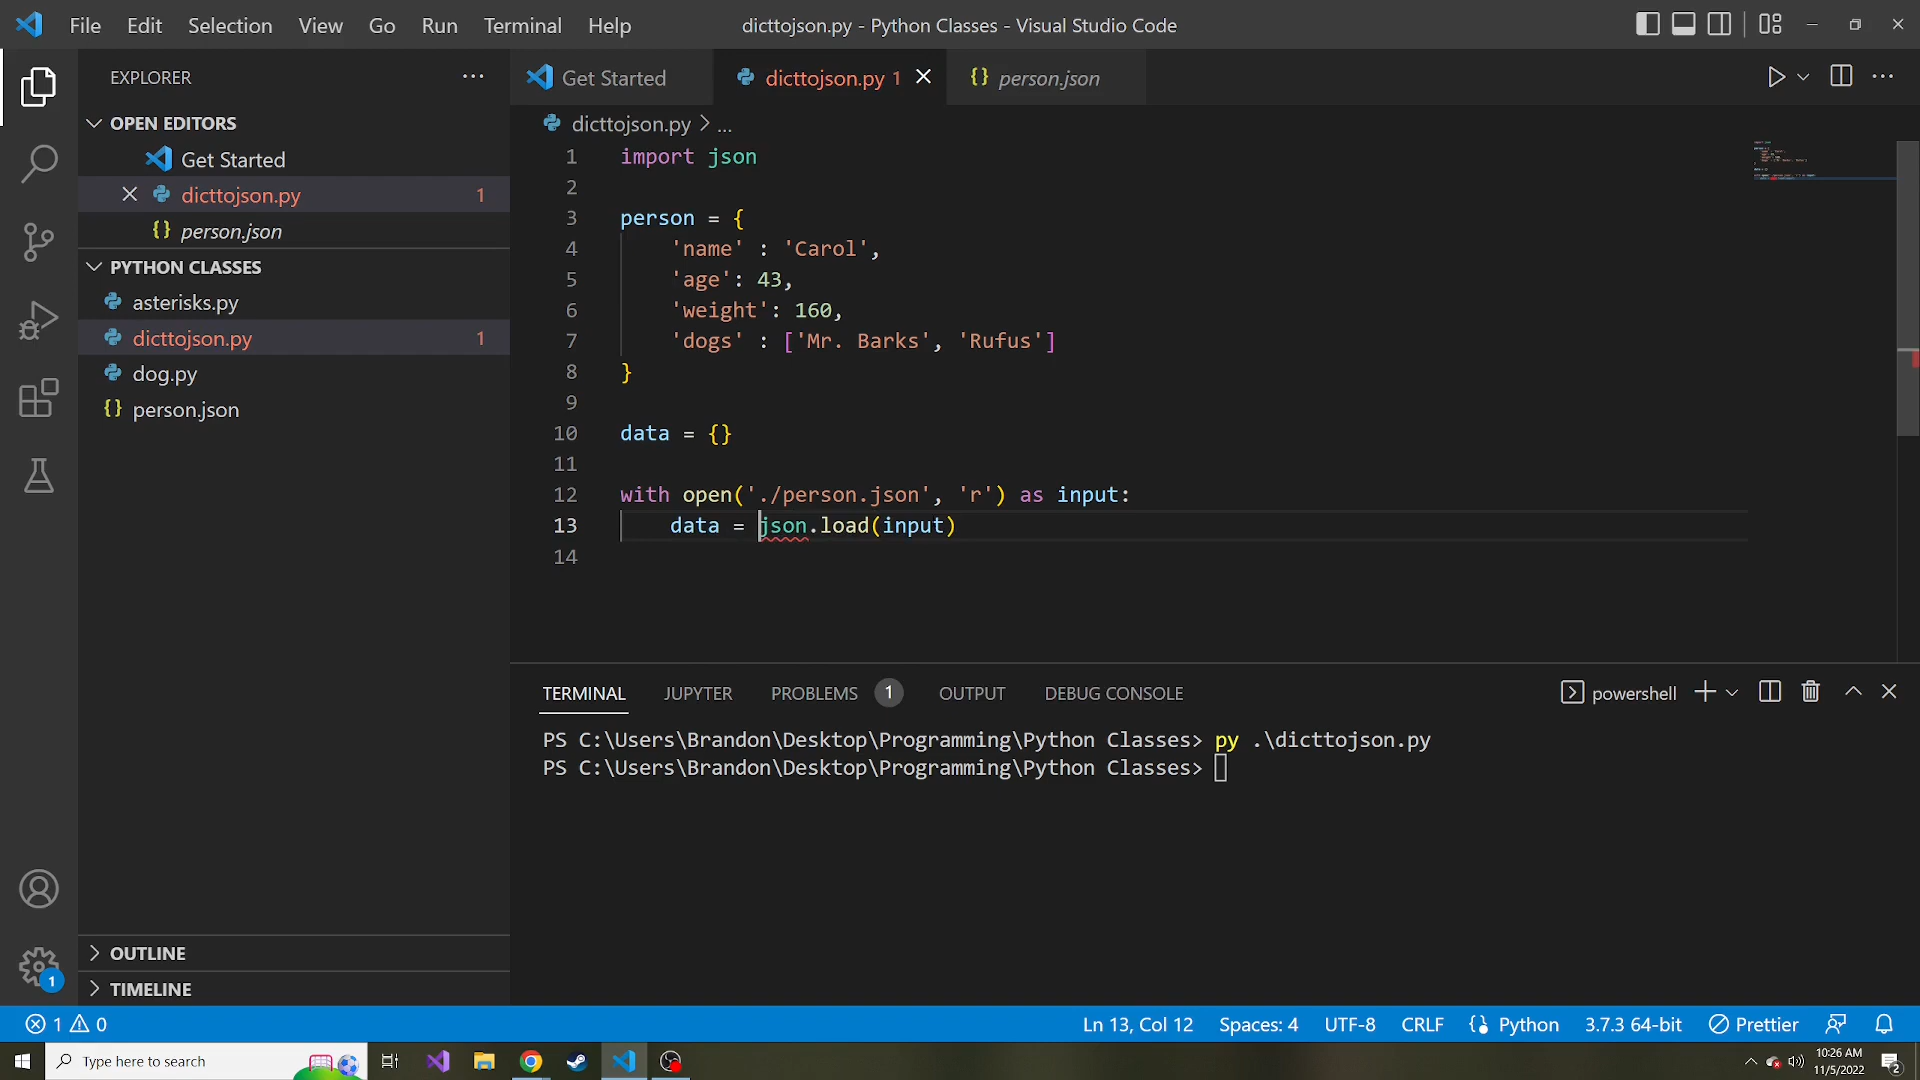 File Edit Selection View Go Run Terminal Help
dicttojson.py - Python Classes - Visual Studio Code
EXPLORER
OPEN EDITORS
Get Started
dicttojson.py 1
person.json
PYTHON CLASSES
asterisks.py
dicttojson.py 1
dog.py
person.json
OUTLINE
TIMELINE
1
Get Started
dicttojson.py 1
person.json
dicttojson.py > ...
1 import json
2
3 person = {
4 'name' : 'Carol',
5 'age': 43,
6 'weight': 160,
7 'dogs' : ['Mr. Barks', 'Rufus']
8 }
9
10 data = {}
11
12 with open('./person.json', 'r') as input:
13 data = json.load(input)
14
TERMINAL JUPYTER PROBLEMS 1 OUTPUT DEBUG CONSOLE
powershell
PS C:\Users\Brandon\Desktop\Programming\Python Classes> py .\dicttojson.py
PS C:\Users\Brandon\Desktop\Programming\Python Classes>
1 0
Ln 13, Col 12 Spaces: 4 UTF-8 CRLF Python 3.7.3 64-bit Prettier
Type here to search
10:26 AM
11/5/2022
2